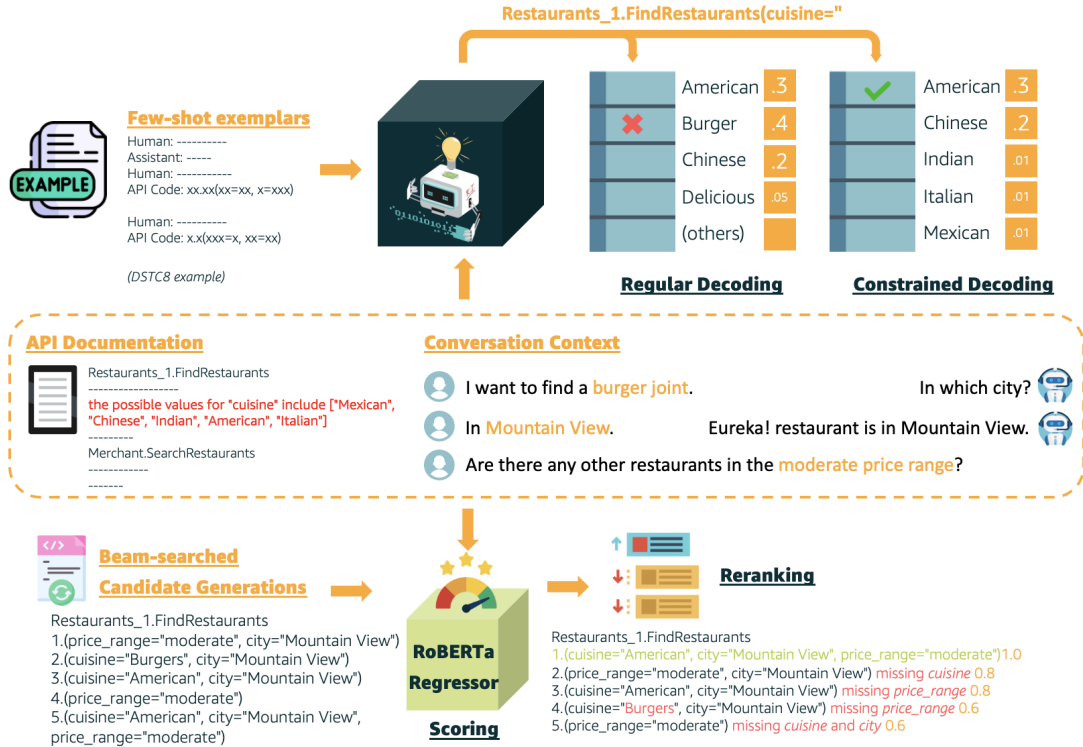 Restaurants_1.FindRestaurants(cuisine="
Few-shot exemplars
Human: ----------
Assistant: -----
Human: -----------
API Code: xx.xx(xx=xx, x=xxx)
Human: ----------
API Code: x.x(xxx=x, xx=xx)
(DSTC8 example)
EXAMPLE
011010101
American .3
Burger .4
Chinese .2
Delicious .05
(others)
Regular Decoding
American .3
Chinese .2
Indian .01
Italian .01
Mexican .01
Constrained Decoding
API Documentation
Restaurants_1.FindRestaurants
------------------
the possible values for "cuisine" include ["Mexican",
"Chinese", "Indian", "American", "Italian"]
---------
Merchant.SearchRestaurants
------------
-------
Conversation Context
I want to find a burger joint.
In which city?
In Mountain View.
Eureka! restaurant is in Mountain View.
Are there any other restaurants in the moderate price range?
</>
Beam-searched
Candidate Generations
Restaurants_1.FindRestaurants
1.(price_range="moderate", city="Mountain View")
2.(cuisine="Burgers", city="Mountain View")
3.(cuisine="American", city="Mountain View")
4.(price_range="moderate")
5.(cuisine="American", city="Mountain View",
price_range="moderate")
RoBERTa
Regressor
Scoring
Reranking
Restaurants_1.FindRestaurants
1.(cuisine="American", city="Mountain View", price_range="moderate")1.0
2.(price_range="moderate", city="Mountain View") missing cuisine 0.8
3.(cuisine="American", city="Mountain View") missing price_range 0.8
4.(cuisine="Burgers", city="Mountain View") missing price_range 0.6
5.(price_range="moderate") missing cuisine and city 0.6